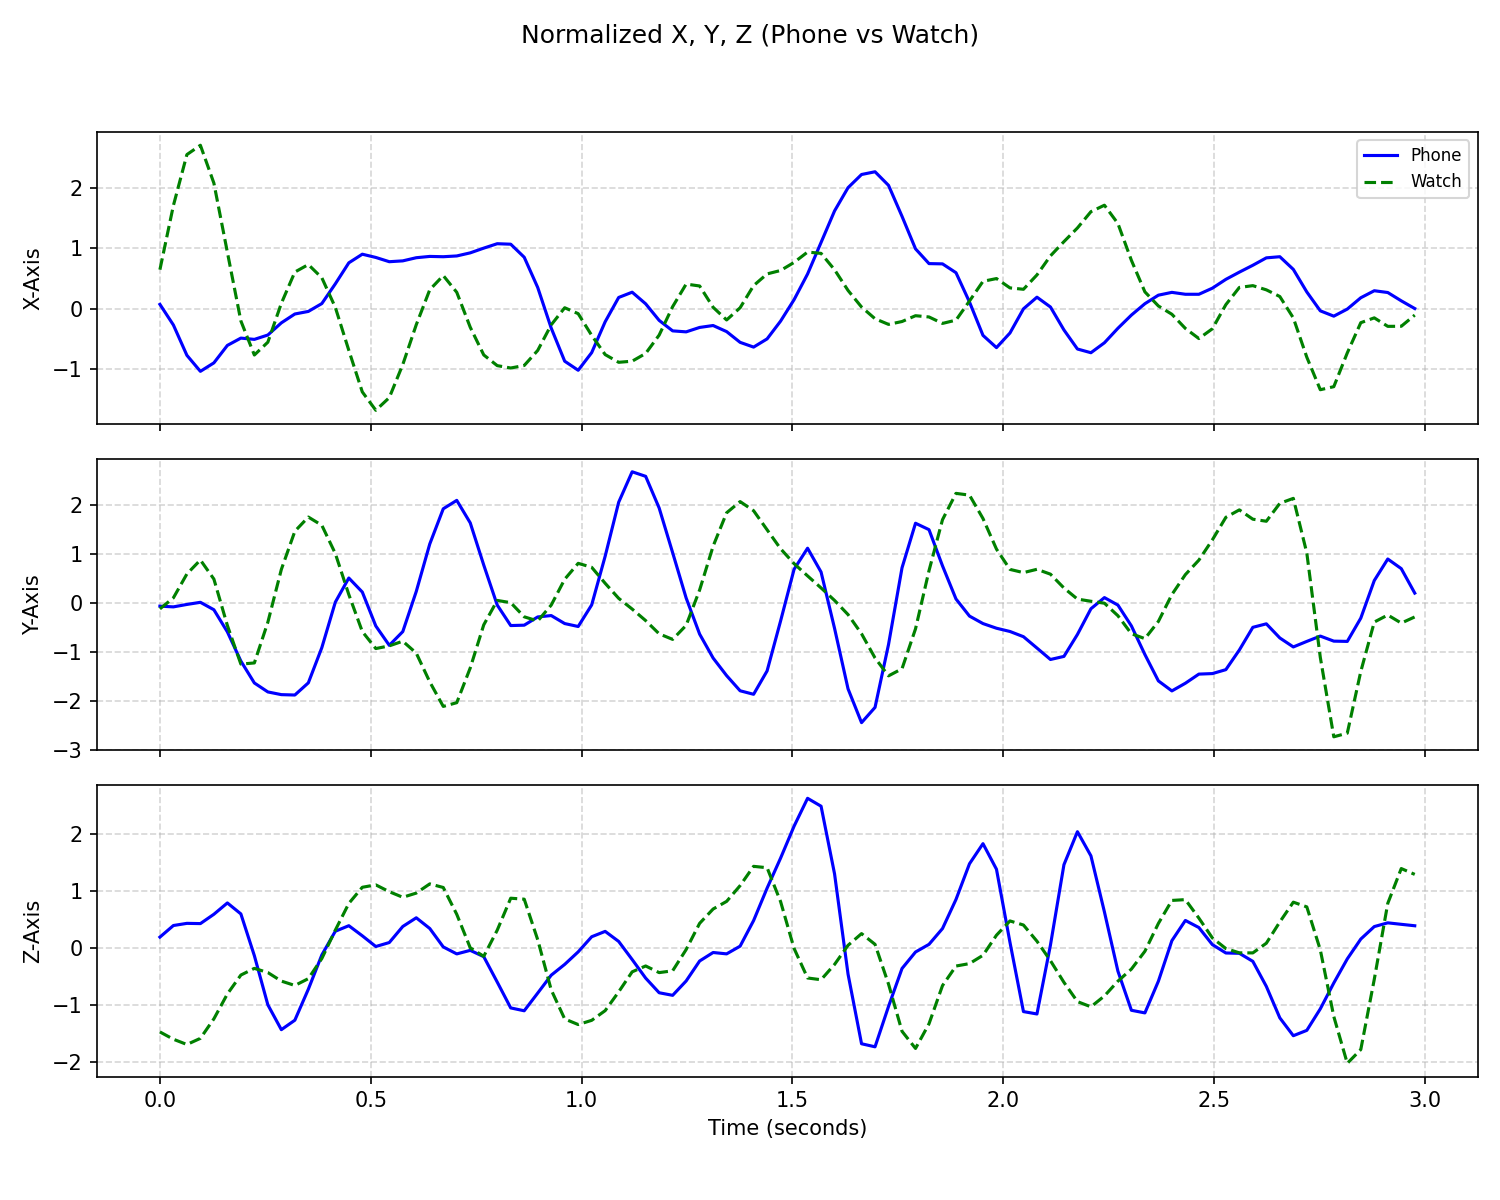 Normalized X, Y, Z (Phone vs Watch)
X-Axis
2
1
0
−1
Phone
Watch
Y-Axis
2
1
0
−1
−2
−3
Z-Axis
2
1
0
−1
−2
0.0 0.5 1.0 1.5 2.0 2.5 3.0
Time (seconds)